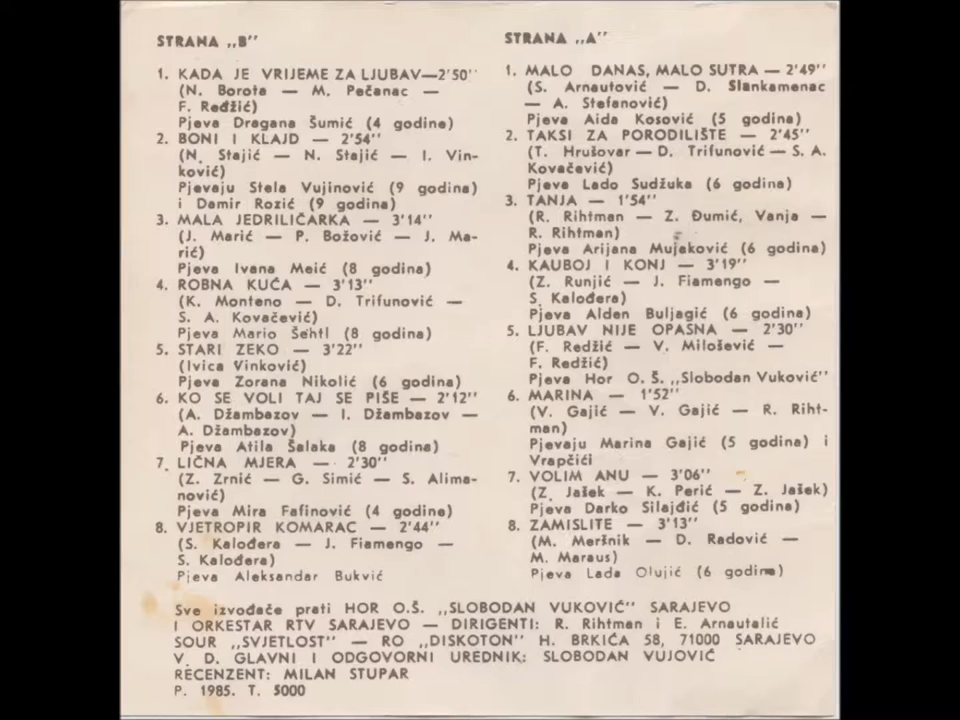 STRANA „B”
1. KADA JE VRIJEME ZA LJUBAV—2'50''
(N. Borota — M. Pečanac —
F. Redžić)
Pjeva Dragana Šumić (4 godine)
2. BONI I KLAJD — 2'54''
(N. Stajić — N. Stajić — I. Vin-
ković)
Pjevaju Stela Vujinović (9 godina)
i Damir Rozić (9 godina)
3. MALA JEDRILIČARKA — 3'14''
(J. Marić — P. Božović — J. Ma-
rić)
Pjeva Ivana Meić (8 godina)
4. ROBNA KUĆA — 3'13''
(K. Monteno — D. Trifunović —
S. A. Kovačević)
Pjeva Mario Šehtl (8 godina)
5. STARI ZEKO — 3'22''
(Ivica Vinković)
Pjeva Zorana Nikolić (6 godina)
6. KO SE VOLI TAJ SE PIŠE — 2'12''
(A. Džambazov — I. Džambazov —
A. Džambazov)
Pjeva Atila Šalaka (8 godina)
7. LIČNA MJERA — 2'30''
(Z. Zrnić — G. Simić — S. Alima-
nović)
Pjeva Mira Fafinović (4 godine)
8. VJETROPIR KOMARAC — 2'44''
(S. Kalođera — J. Fiamengo —
S. Kalođera)
Pjeva Aleksandar Bukvić
STRANA „A”
1. MALO DANAS, MALO SUTRA — 2'49''
(S. Arnautović — D. Slankamenac
— A. Stefanović)
Pjeva Aida Kosović (5 godina)
2. TAKSI ZA PORODILIŠTE — 2'45''
(T. Hrušovar — D. Trifunović — S. A.
Kovačević)
Pjeva Lado Sudžuka (6 godina)
3. TANJA — 1'54''
(R. Rihtman — Z. Đumić, Vanja —
R. Rihtman)
Pjeva Arijana Mujaković (6 godina)
4. KAUBOJ I KONJ — 3'19''
(Z. Runjić — J. Fiamengo —
S. Kalođera)
Pjeva Alden Buljagić (6 godina)
5. LJUBAV NIJE OPASNA — 2'30''
(F. Redžić — V. Milošević —
F. Redžić)
Pjeva Hor O. Š. „Slobodan Vuković”
6. MARINA — 1'52''
(V. Gajić — V. Gajić — R. Riht-
man)
Pjevaju Marina Gajić (5 godina) i
Vrapčići
7. VOLIM ANU — 3'06''
(Z. Jašek — K. Perić — Z. Jašek)
Pjeva Darko Silajdić (5 godina)
8. ZAMISLITE — 3'13''
(M. Meršnik — D. Radović —
M. Maraus)
Pjeva Lada Olujić (6 godina)
Sve izvođače prati HOR O.Š. „SLOBODAN VUKOVIĆ” SARAJEVO
I ORKESTAR RTV SARAJEVO — DIRIGENTI: R. Rihtman i E. Arnautalić
SOUR „SVJETLOST” — RO „DISKOTON” H. BRKIĆA 58, 71000 SARAJEVO
V. D. GLAVNI I ODGOVORNI UREDNIK: SLOBODAN VUJOVIĆ
RECENZENT: MILAN STUPAR
P. 1985. T. 5000